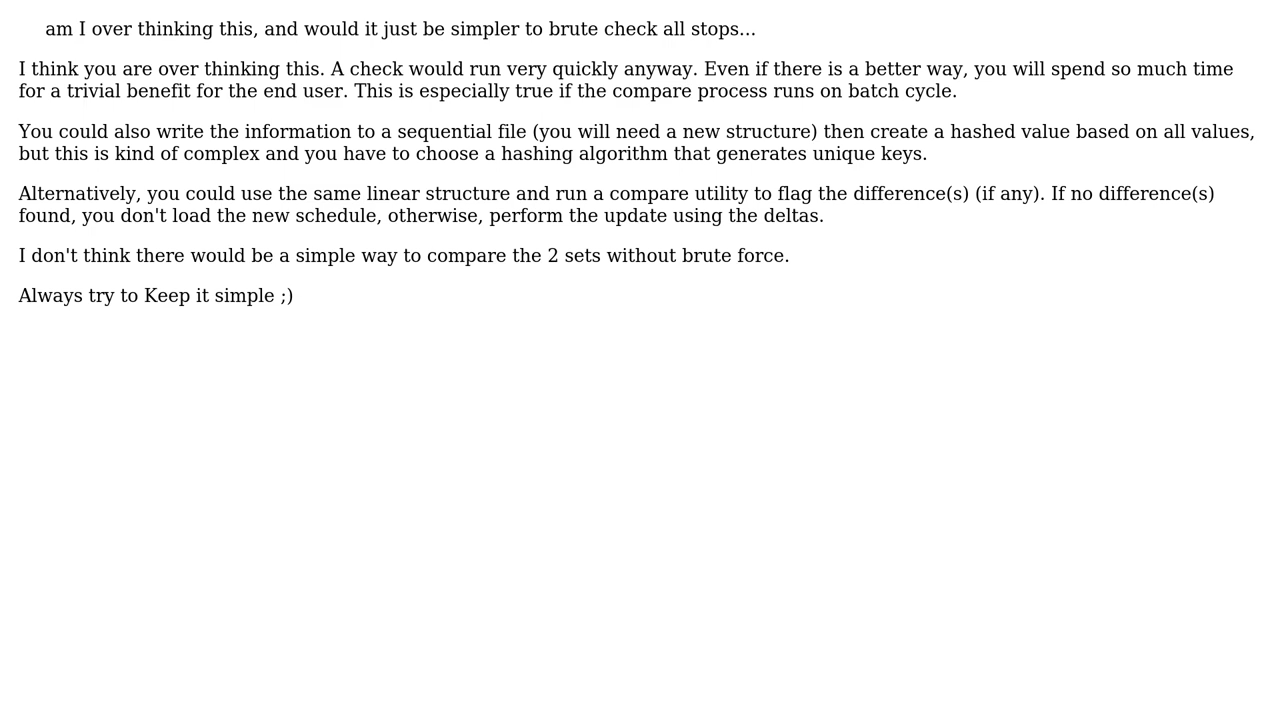 am I over thinking this, and would it just be simpler to brute check all stops...
I think you are over thinking this. A check would run very quickly anyway. Even if there is a better way, you will spend so much time
for a trivial benefit for the end user. This is especially true if the compare process runs on batch cycle.
You could also write the information to a sequential file (you will need a new structure) then create a hashed value based on all values,
but this is kind of complex and you have to choose a hashing algorithm that generates unique keys.
Alternatively, you could use the same linear structure and run a compare utility to flag the difference(s) (if any). If no difference(s)
found, you don't load the new schedule, otherwise, perform the update using the deltas.
I don't think there would be a simple way to compare the 2 sets without brute force.
Always try to Keep it simple ;)